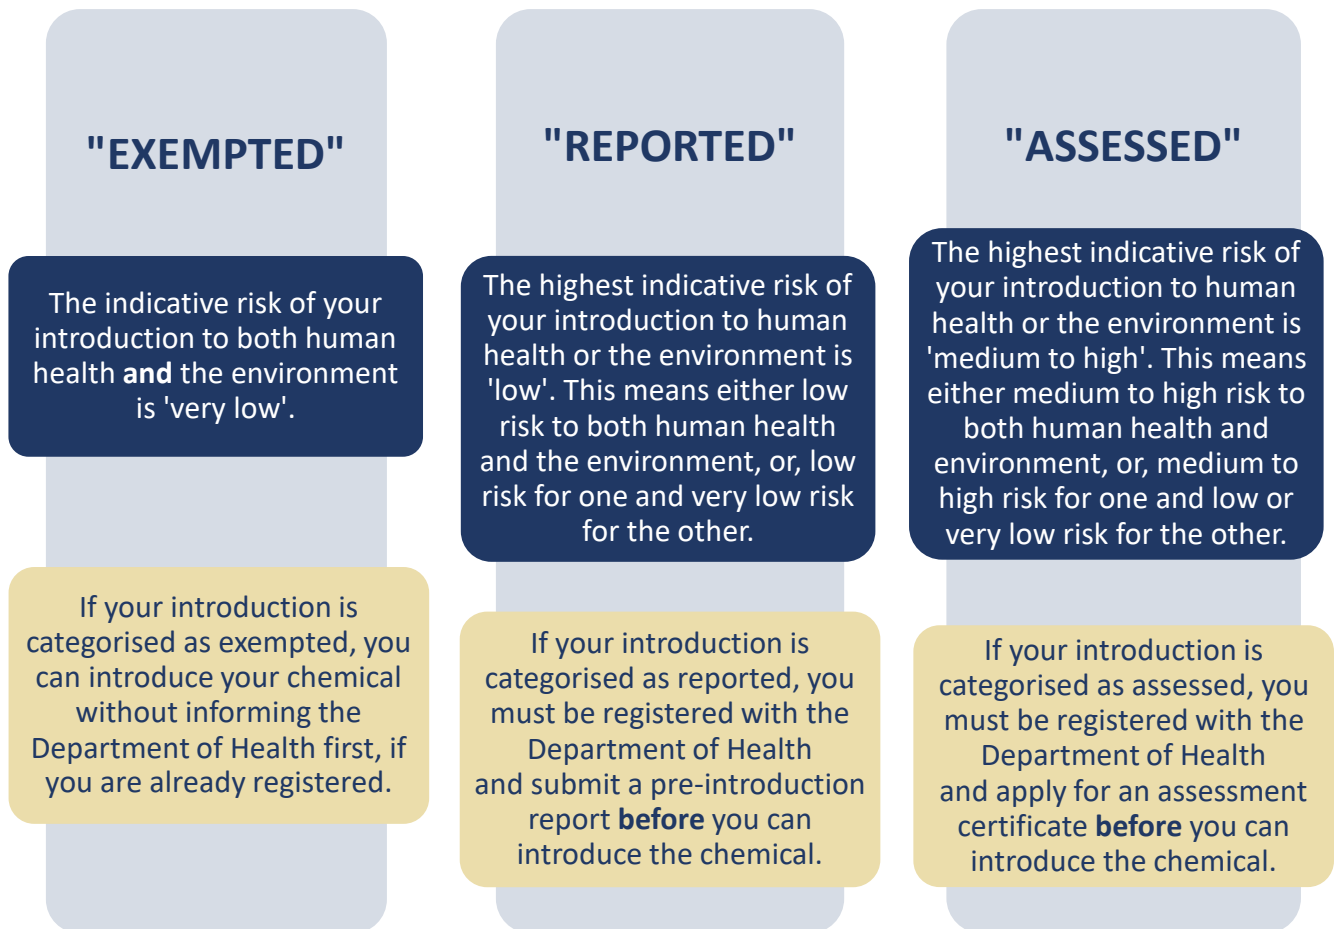 "EXEMPTED"
The indicative risk of your
introduction to both human
health and the environment
is 'very low'.
If your introduction is
categorised as exempted, you
can introduce your chemical
without informing the
Department of Health first, if
you are already registered.
"REPORTED"
The highest indicative risk of
your introduction to human
health or the environment is
'low'. This means either low
risk to both human health
and the environment, or, low
risk for one and very low risk
for the other.
If your introduction is
categorised as reported, you
must be registered with the
Department of Health
and submit a pre-introduction
report before you can
introduce the chemical.
"ASSESSED"
The highest indicative risk of
your introduction to human
health or the environment is
'medium to high'. This means
either medium to high risk to
both human health and
environment, or, medium to
high risk for one and low or
very low risk for the other.
If your introduction is
categorised as assessed, you
must be registered with the
Department of Health
and apply for an assessment
certificate before you can
introduce the chemical.